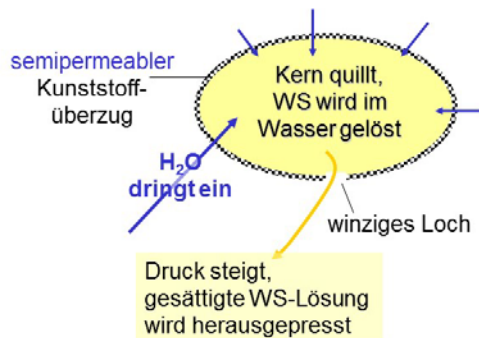 semipermeabler
Kunststoff-
überzug
Kern quillt,
WS wird im
Wasser gelöst
H₂O
dringt ein
winziges Loch
Druck steigt,
gesättigte WS-Lösung
wird herausgepresst